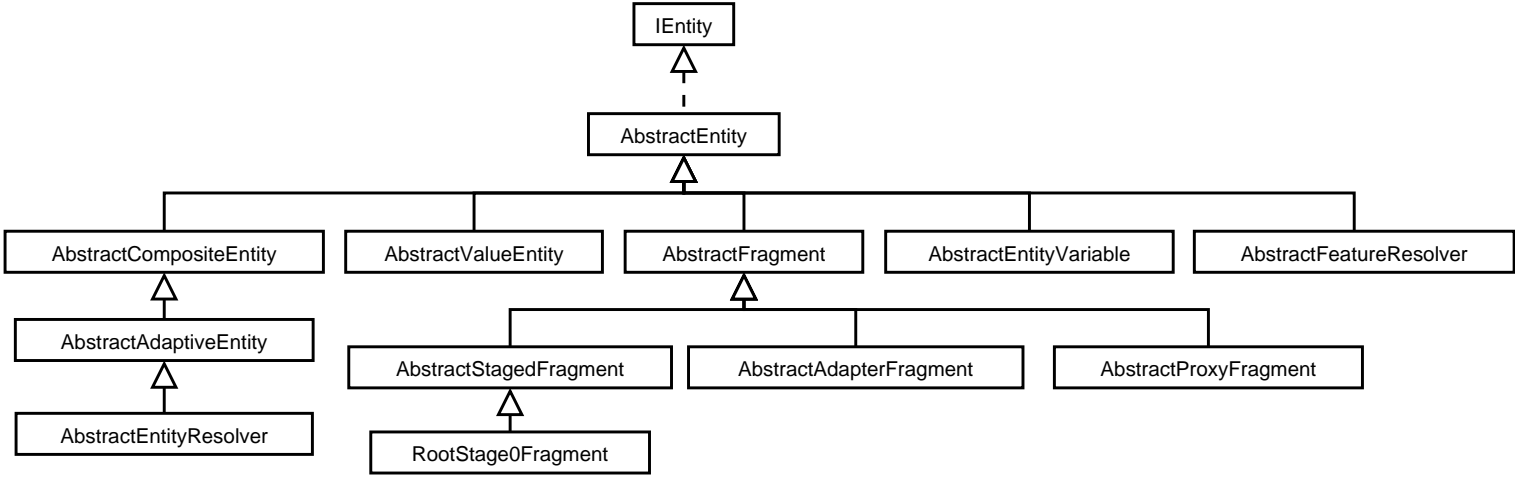 IEntity
AbstractEntity
AbstractCompositeEntity
AbstractValueEntity
AbstractFragment
AbstractEntityVariable
AbstractFeatureResolver
AbstractAdaptiveEntity
AbstractStagedFragment
AbstractAdapterFragment
AbstractProxyFragment
AbstractEntityResolver
RootStage0Fragment